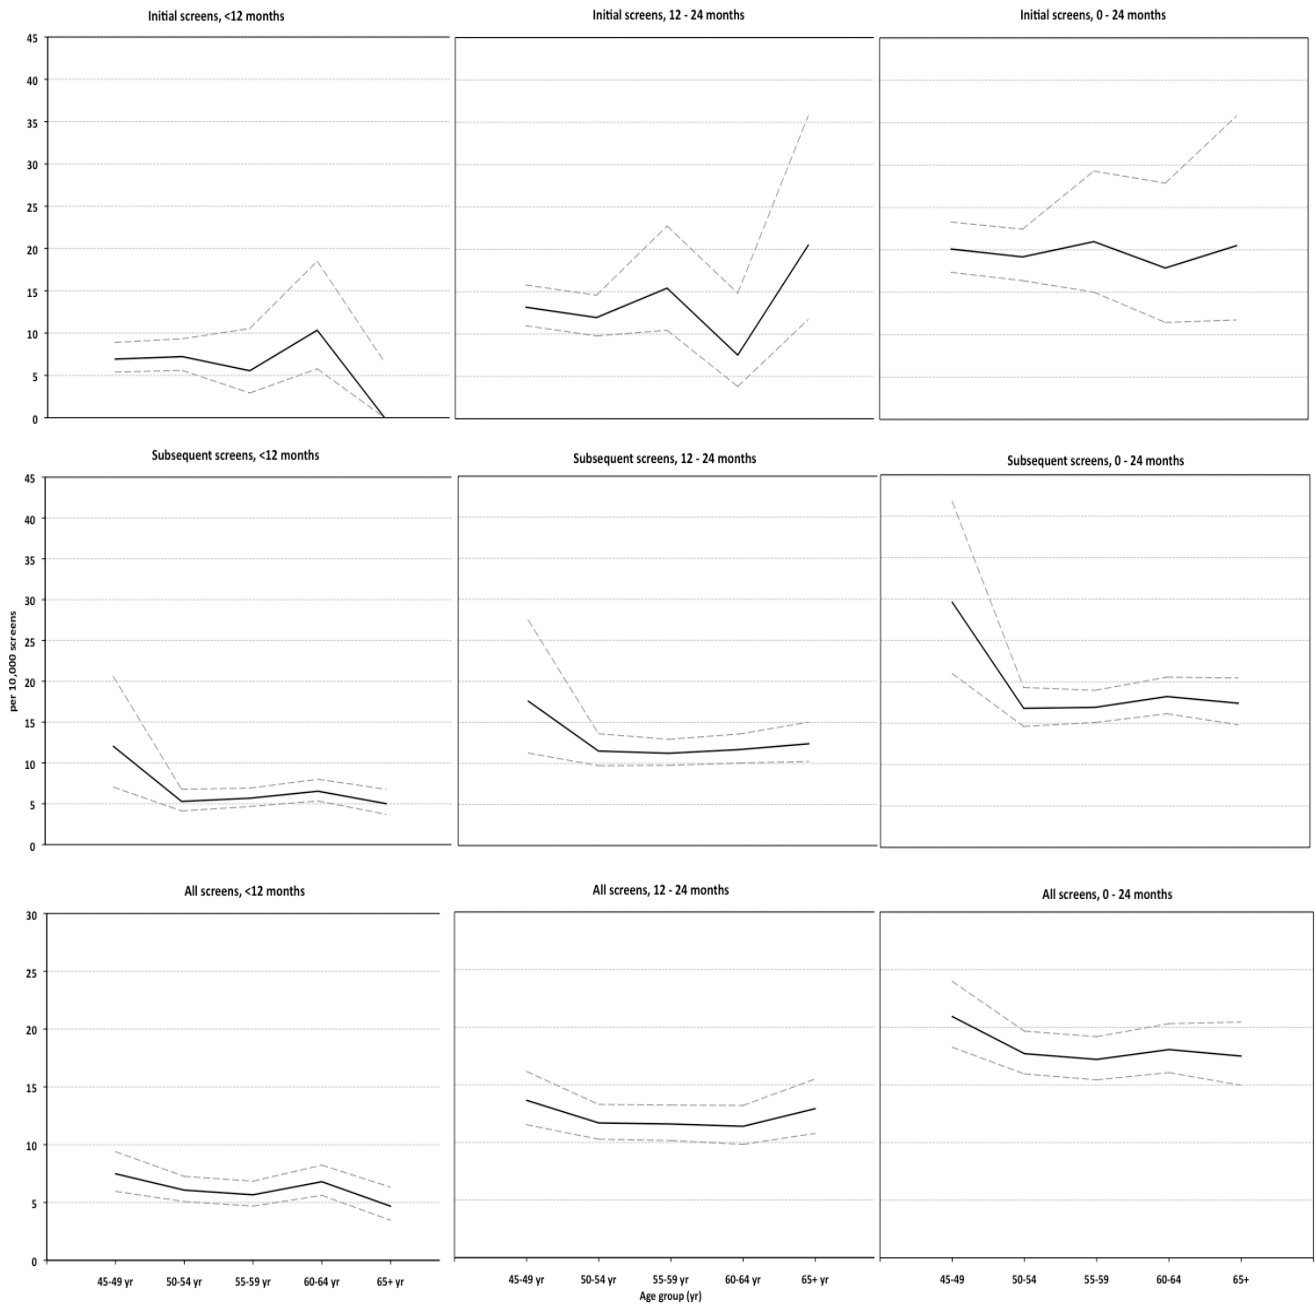 Initial screens, <12 months
Initial screens, 12 - 24 months
Initial screens, 0 - 24 months
45
40
35
30
25
20
15
10
5
0
Subsequent screens, <12 months
Subsequent screens, 12 - 24 months
Subsequent screens, 0 - 24 months
45
40
35
30
25
20
15
10
5
0
per 10,000 screens
All screens, <12 months
All screens, 12 - 24 months
All screens, 0 - 24 months
30
25
20
15
10
5
0
45-49 yr 50-54 yr 55-59 yr 60-64 yr 65+ yr
45-49 yr 50-54 yr 55-59 yr 60-64 yr 65+ yr
45-49 50-54 55-59 60-64 65+
Age group (yr)